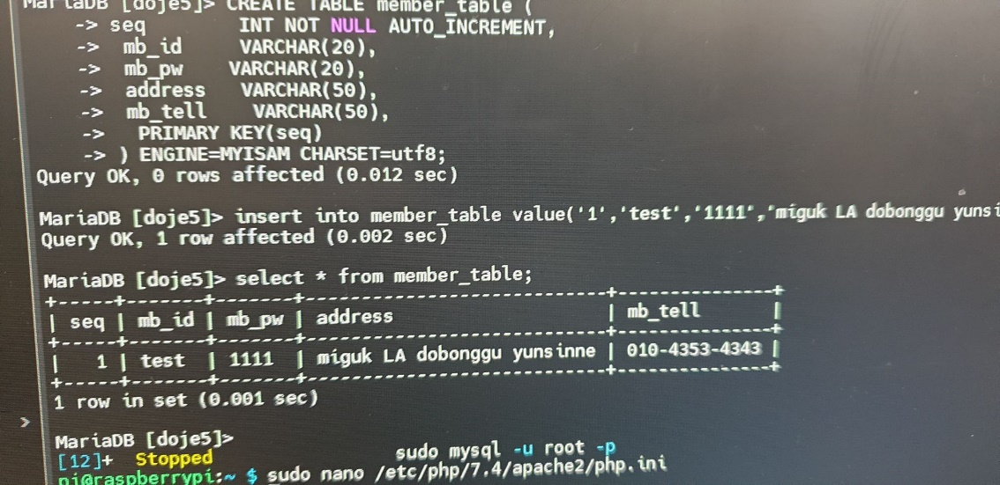 MariaDB [doje5]> CREATE TABLE member_table (
-> seq INT NOT NULL AUTO_INCREMENT,
-> mb_id VARCHAR(20),
-> mb_pw VARCHAR(20),
-> address VARCHAR(50),
-> mb_tell VARCHAR(50),
-> PRIMARY KEY(seq)
-> ) ENGINE=MYISAM CHARSET=utf8;
Query OK, 0 rows affected (0.012 sec)
MariaDB [doje5]> insert into member_table value('1','test','1111','miguk LA dobonggu yunsi
Query OK, 1 row affected (0.002 sec)
MariaDB [doje5]> select * from member_table;
+-----+-------+-------+--------------------------------+---------------+
| seq | mb_id | mb_pw | address | mb_tell |
+-----+-------+-------+--------------------------------+---------------+
| 1 | test | 1111 | miguk LA dobonggu yunsinne | 010-4353-4343 |
+-----+-------+-------+--------------------------------+---------------+
1 row in set (0.001 sec)
MariaDB [doje5]>
[12]+ Stopped sudo mysql -u root -p
pi@raspberrypi:~ $ sudo nano /etc/php/7.4/apache2/php.ini